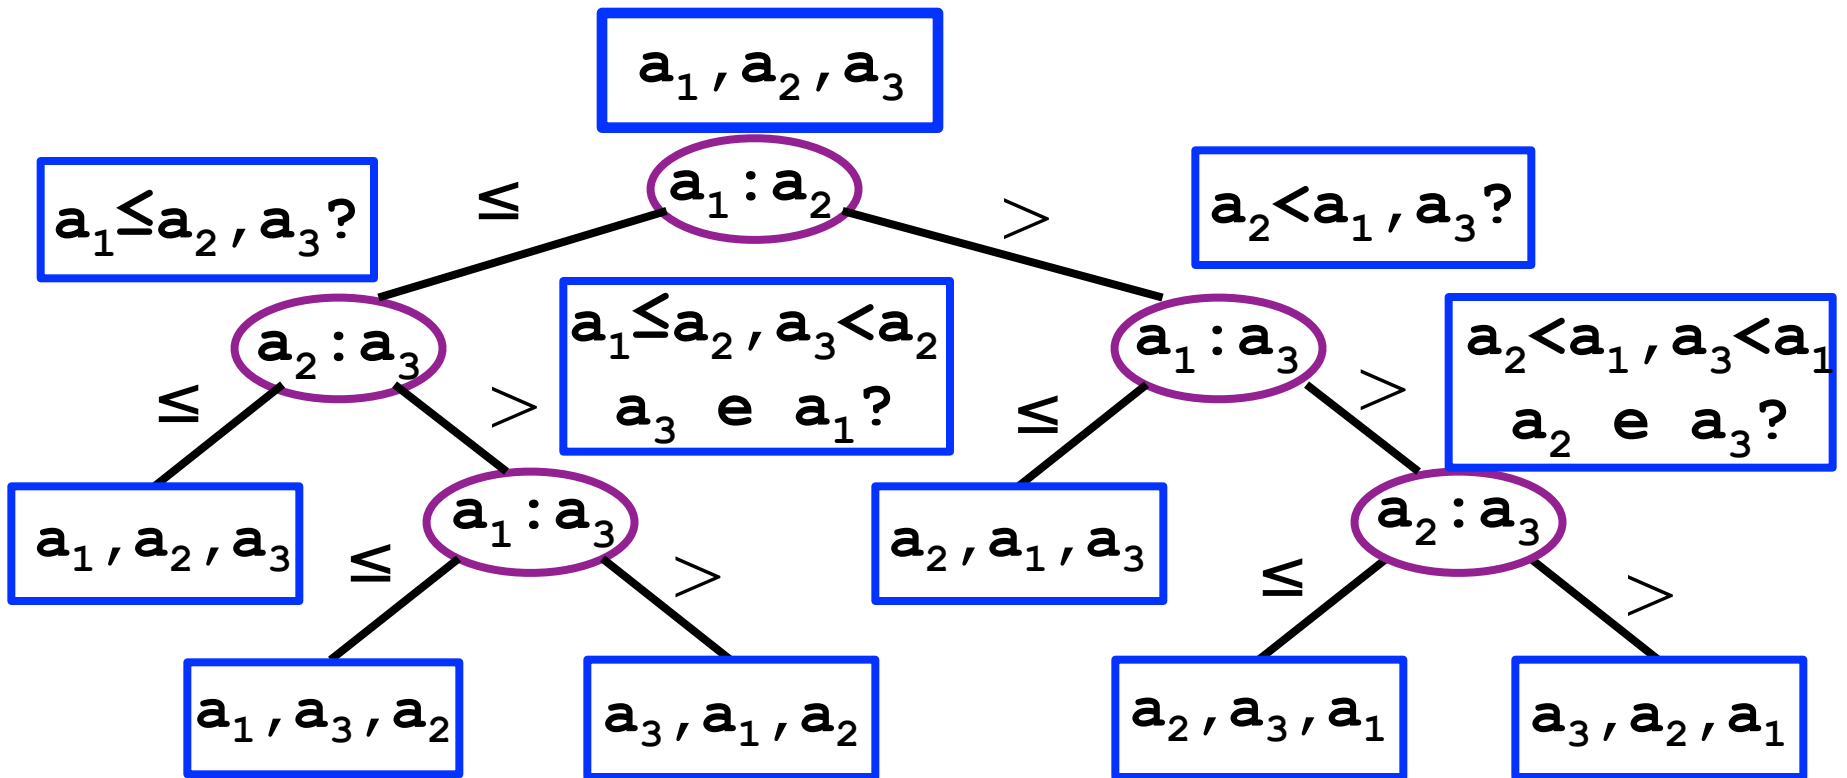 a₁,a₂,a₃
a₁:a₂
≤
>
a₁≤a₂,a₃?
a₂<a₁,a₃?
a₂:a₃
≤
>
a₁≤a₂,a₃<a₂
a₃ e a₁?
a₁:a₃
≤
>
a₂<a₁,a₃<a₁
a₂ e a₃?
a₁,a₂,a₃
a₁:a₃
≤
>
a₂,a₁,a₃
a₂:a₃
≤
>
a₁,a₃,a₂
a₃,a₁,a₂
a₂,a₃,a₁
a₃,a₂,a₁